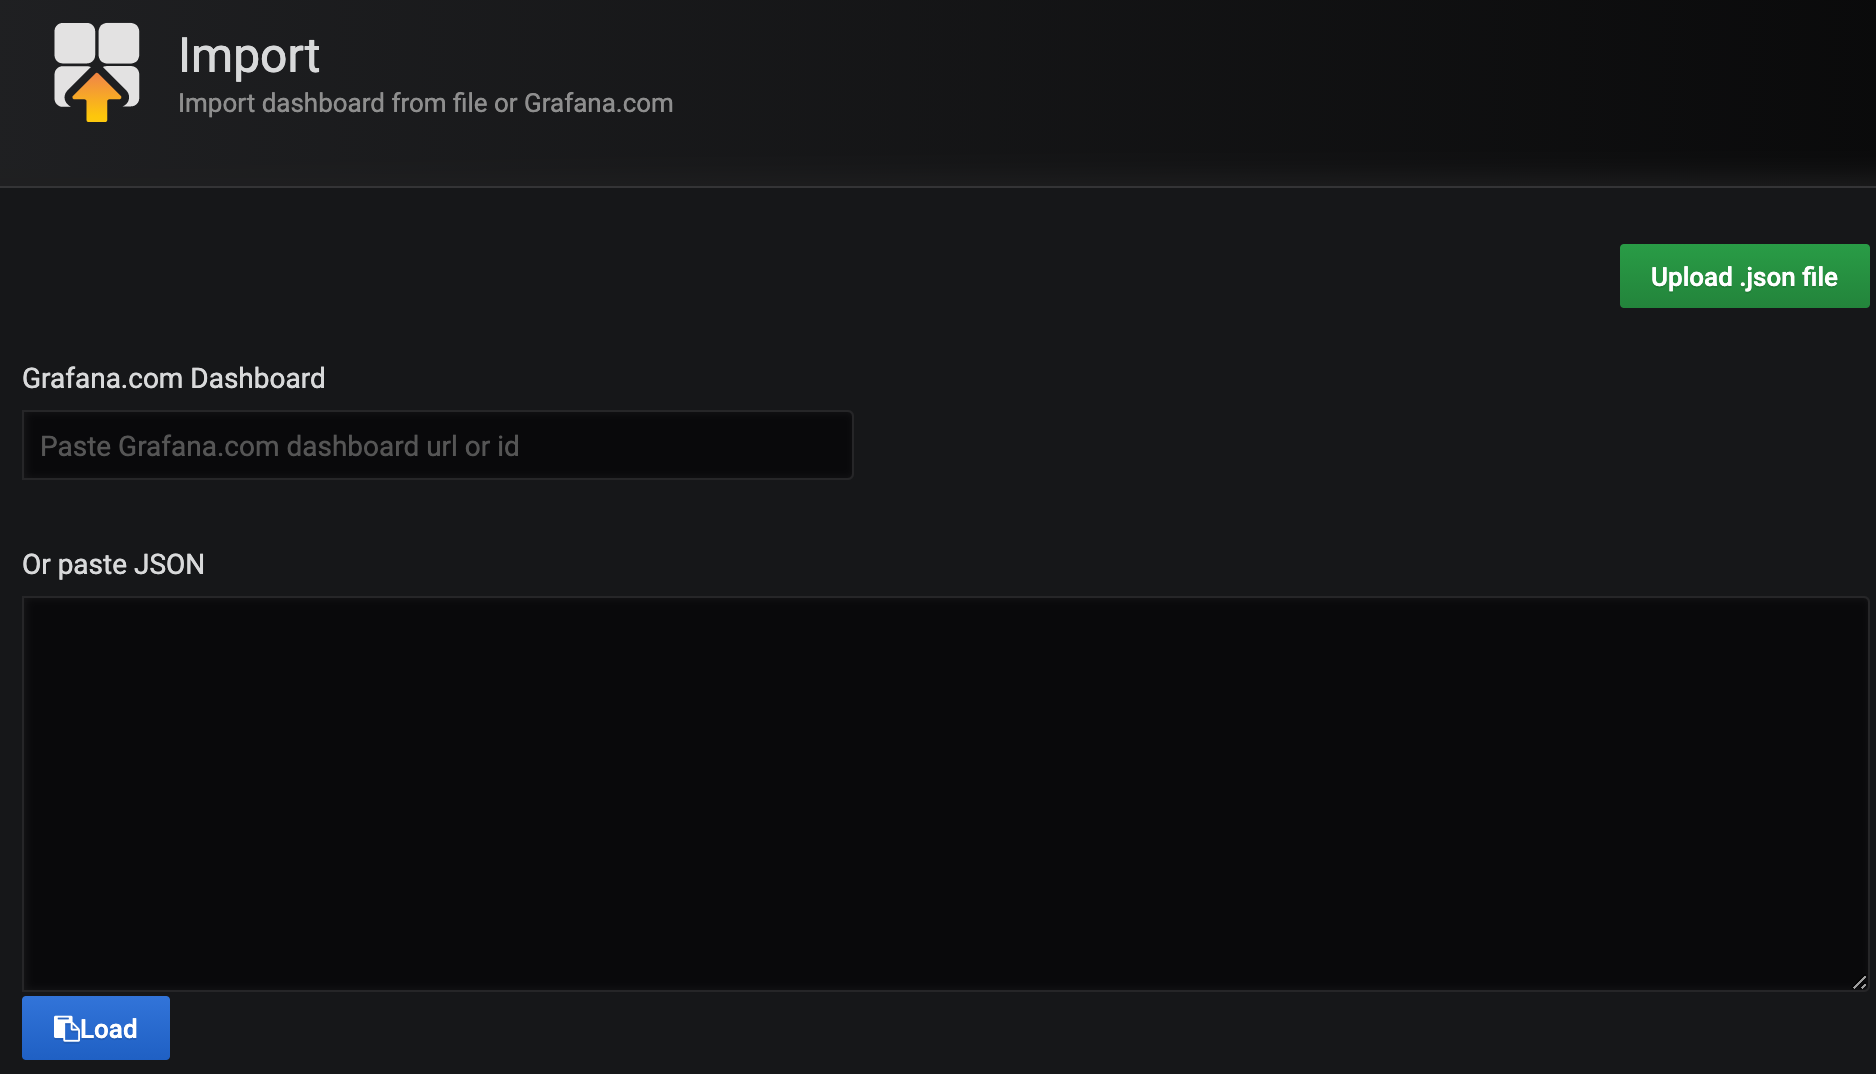 Import
Import dashboard from file or Grafana.com
Upload .json file
Grafana.com Dashboard
Paste Grafana.com dashboard url or id
Or paste JSON
Load